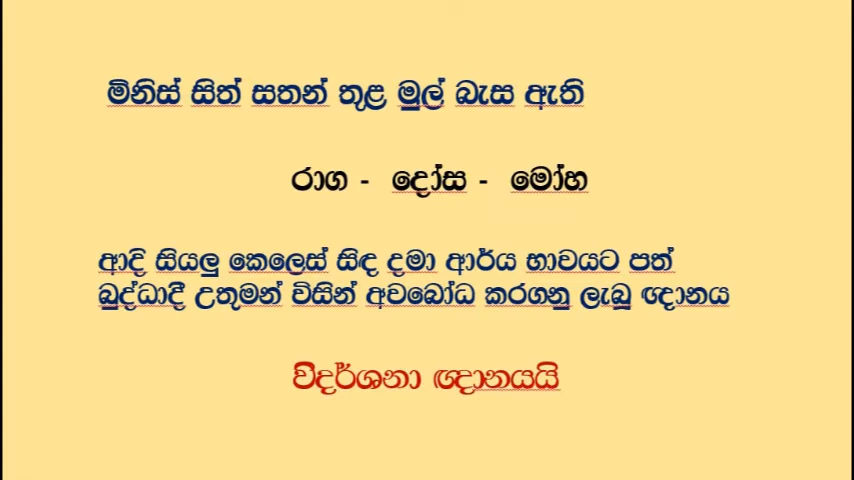 මිනිස් සිත් සතන් තුළ මුල් බැස ඇති
රාග - දෝස - මෝහ
ආදි සියලු කෙලෙස් සිඳ දමා ආර්ය භාවයට පත්
බුද්ධාදී උතුමන් විසින් අවබෝධ කරගනු ලැබූ ඥානය
විදර්ශනා ඥානයයි